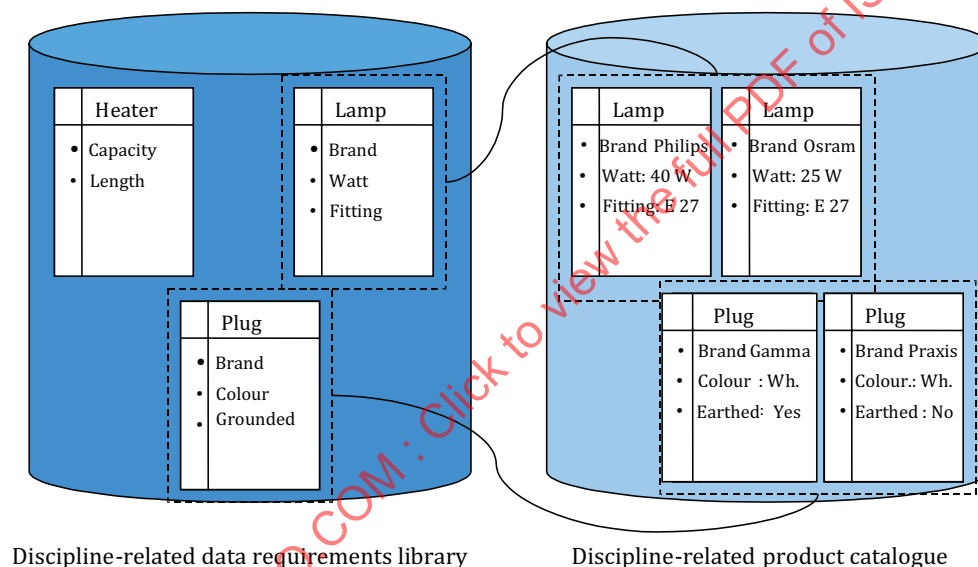 Heater
• Capacity
• Length
Lamp
• Brand
• Watt
• Fitting
Plug
• Brand
• Colour
• Grounded
Lamp
• Brand Philips
• Watt: 40 W
• Fitting: E 27
Lamp
• Brand Osram
• Watt: 25 W
• Fitting: E 27
Plug
• Brand Gamma
• Colour : Wh.
• Earthed: Yes
Plug
• Brand Praxis
• Colour.: Wh.
• Earthed : No
Discipline-related data requirements library
Discipline-related product catalogue
COM : Click to view the full PDF of